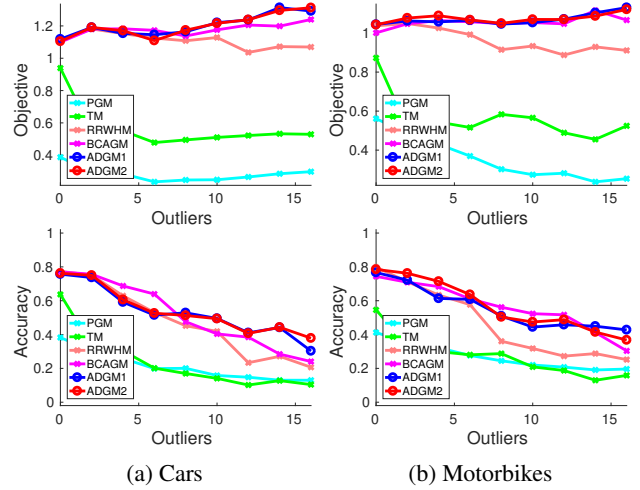 1.2
1
0.8
0.6
0.4
Objective
PGM
TM
RRWHM
BCAGM
ADGM1
ADGM2
0 5 10 15
Outliers
1
0.8
0.6
0.4
Objective
PGM
TM
RRWHM
BCAGM
ADGM1
ADGM2
0 5 10 15
Outliers
1
0.8
0.6
0.4
0.2
0
Accuracy
PGM
TM
RRWHM
BCAGM
ADGM1
ADGM2
0 5 10 15
Outliers
1
0.8
0.6
0.4
0.2
0
Accuracy
PGM
TM
RRWHM
BCAGM
ADGM1
ADGM2
0 5 10 15
Outliers
(a) Cars
(b) Motorbikes